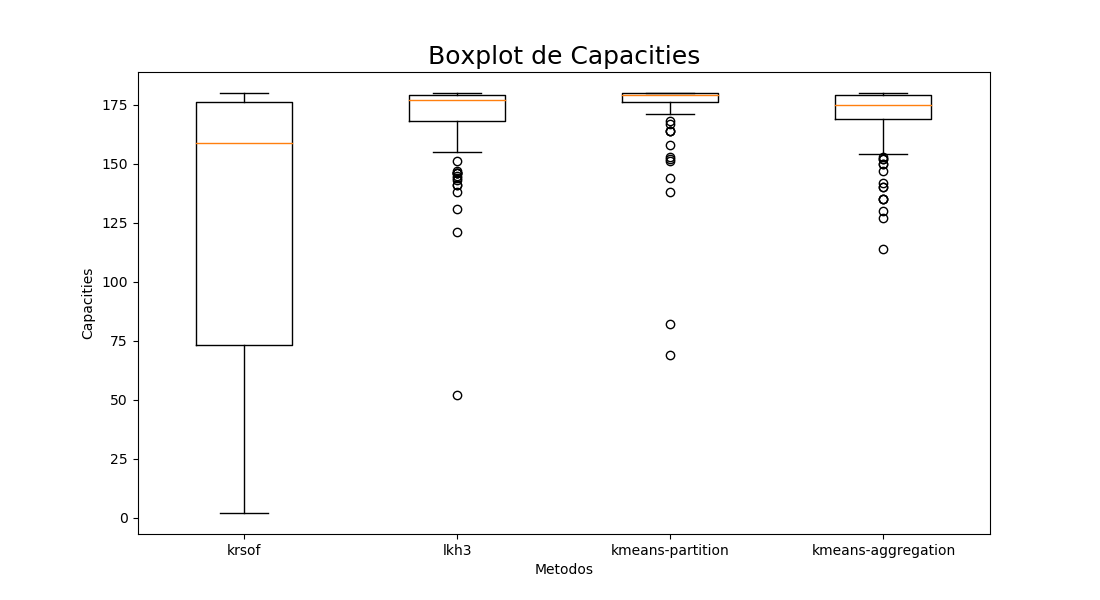 Boxplot de Capacities
175
150
125
100
75
50
25
0
Capacities
krsof
lkh3
kmeans-partition
kmeans-aggregation
Metodos